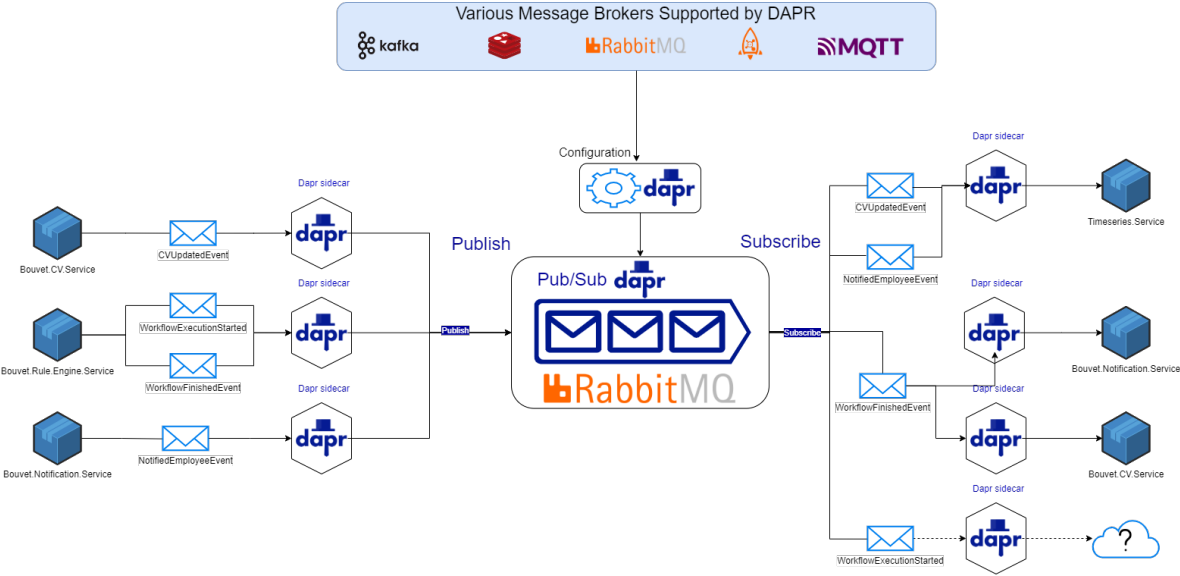 Various Message Brokers Supported by DAPR
kafka
RabbitMQ
MQTT
Configuration
dapr
Publish
Subscribe
Pub/Sub dapr
RabbitMQ
Publish
Subscribe
Dapr sidecar
dapr
Bouvet.CV.Service
CVUpdatedEvent
Dapr sidecar
dapr
WorkflowExecutionStarted
WorkflowFinishedEvent
Bouvet.Rule.Engine.Service
Dapr sidecar
dapr
NotifiedEmployeeEvent
Bouvet.Notification.Service
Dapr sidecar
dapr
CVUpdatedEvent
NotifiedEmployeeEvent
Timeseries.Service
Dapr sidecar
dapr
Bouvet.Notification.Service
WorkflowFinishedEvent
Dapr sidecar
dapr
Bouvet.CV.Service
Dapr sidecar
dapr
WorkflowExecutionStarted
?